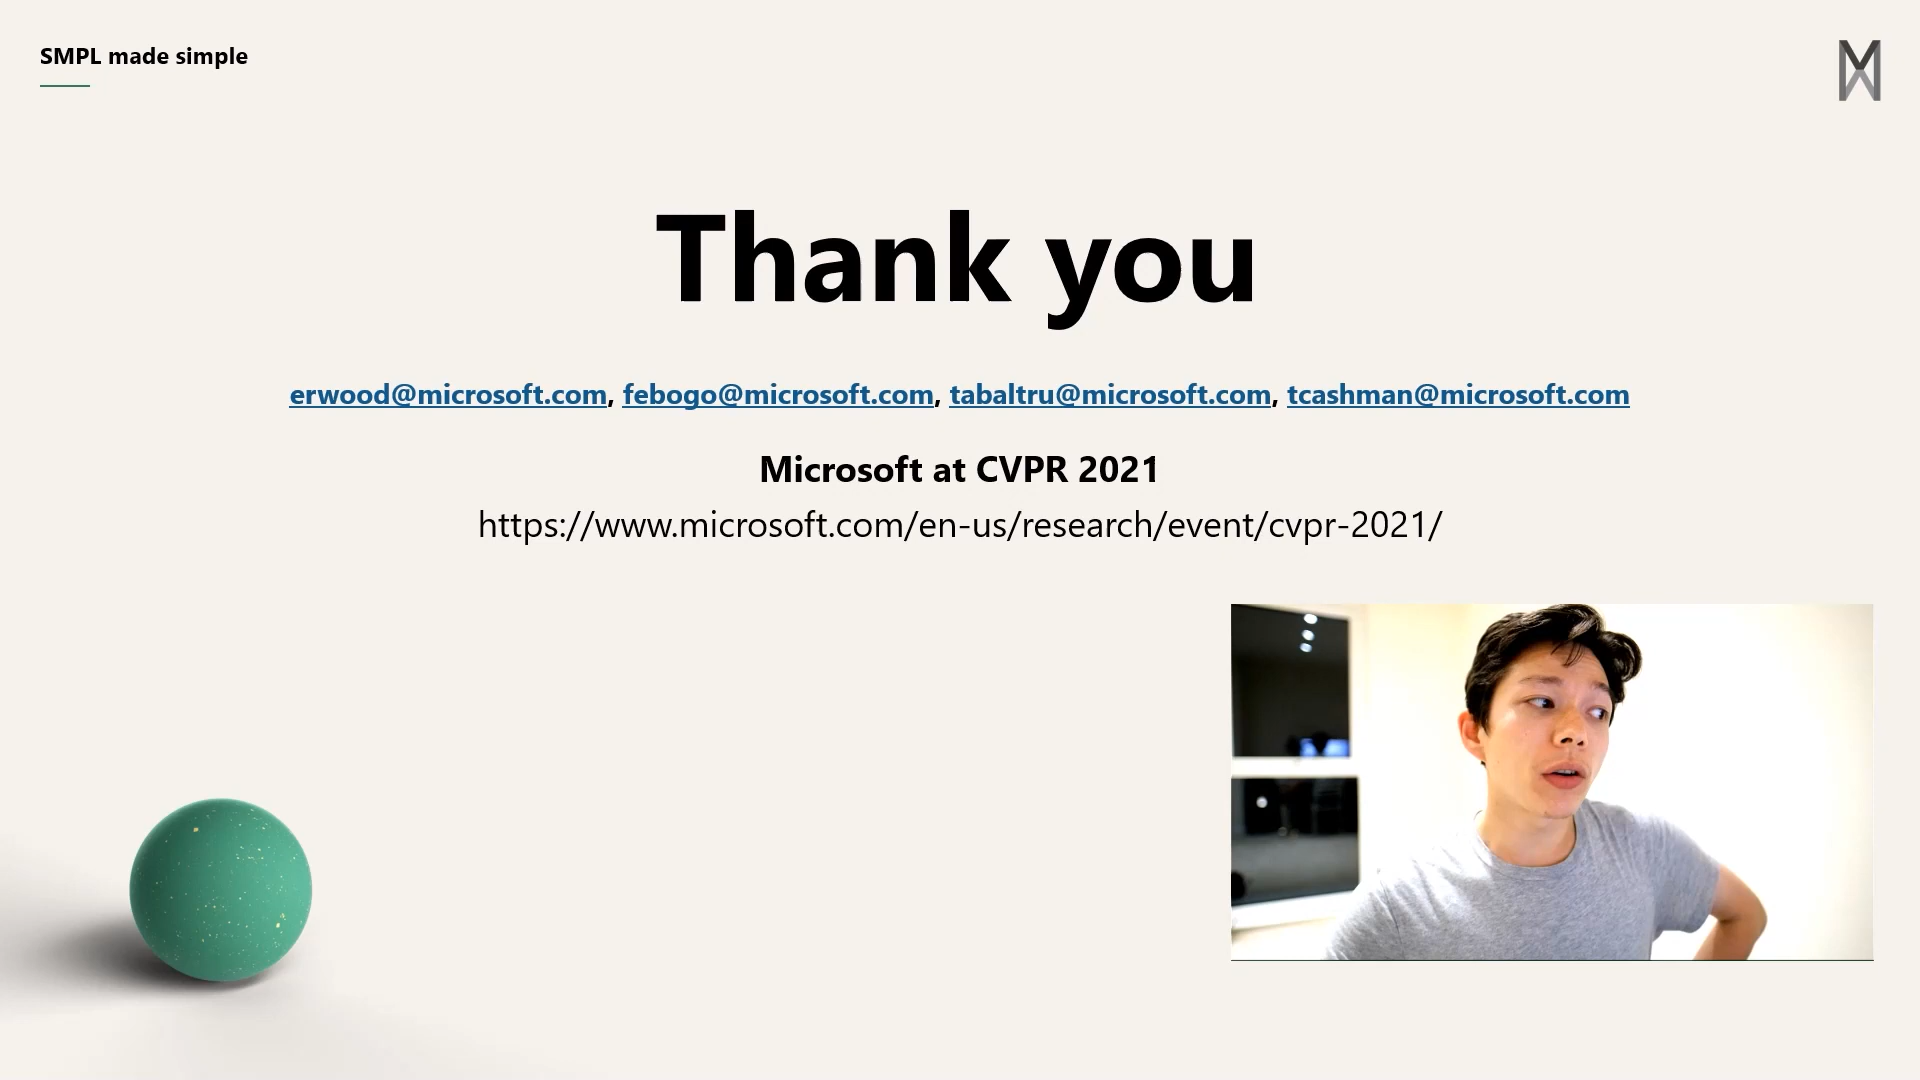 SMPL made simple
Thank you
erwood@microsoft.com, febogo@microsoft.com, tabaltru@microsoft.com, tcashman@microsoft.com
Microsoft at CVPR 2021
https://www.microsoft.com/en-us/research/event/cvpr-2021/